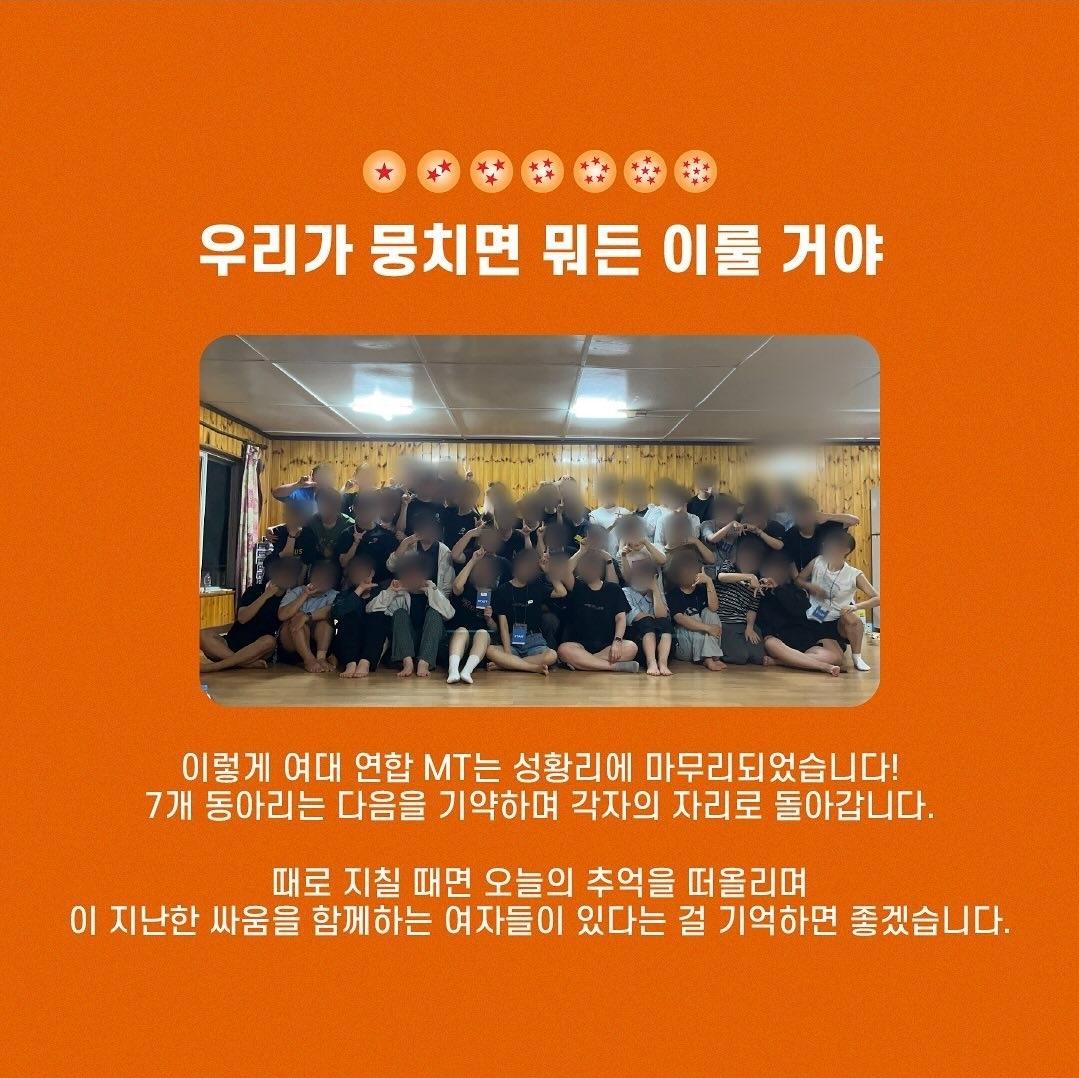 우리가 뭉치면 뭐든 이룰 거야
이렇게 여대 연합 MT는 성황리에 마무리되었습니다!
7개 동아리는 다음을 기약하며 각자의 자리로 돌아갑니다.
때로 지칠 때면 오늘의 추억을 떠올리며
이 지난한 싸움을 함께하는 여자들이 있다는 걸 기억하면 좋겠습니다.